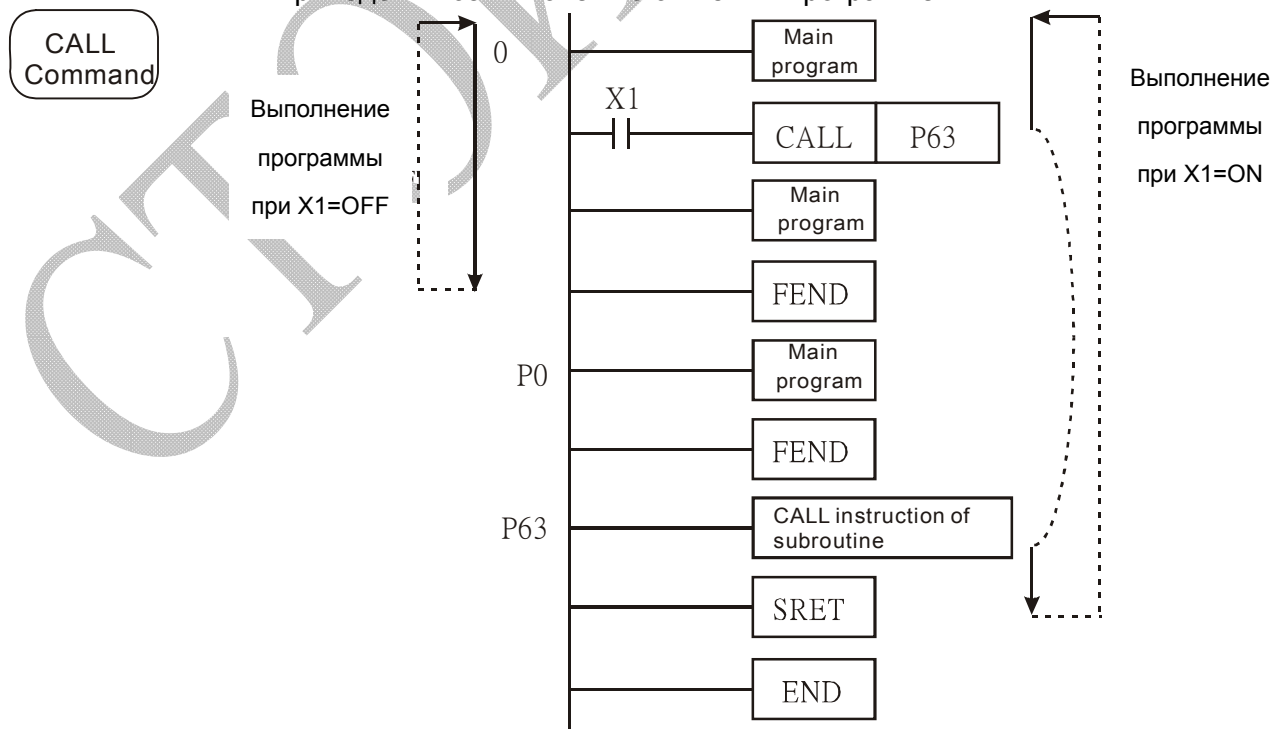 CALL
Command
Выполнение
программы
при X1=OFF
0
Main
program
X1
CALL P63
Main
program
FEND
P0
Main
program
FEND
P63
CALL instruction of
subroutine
SRET
END
Выполнение
программы
при X1=ON